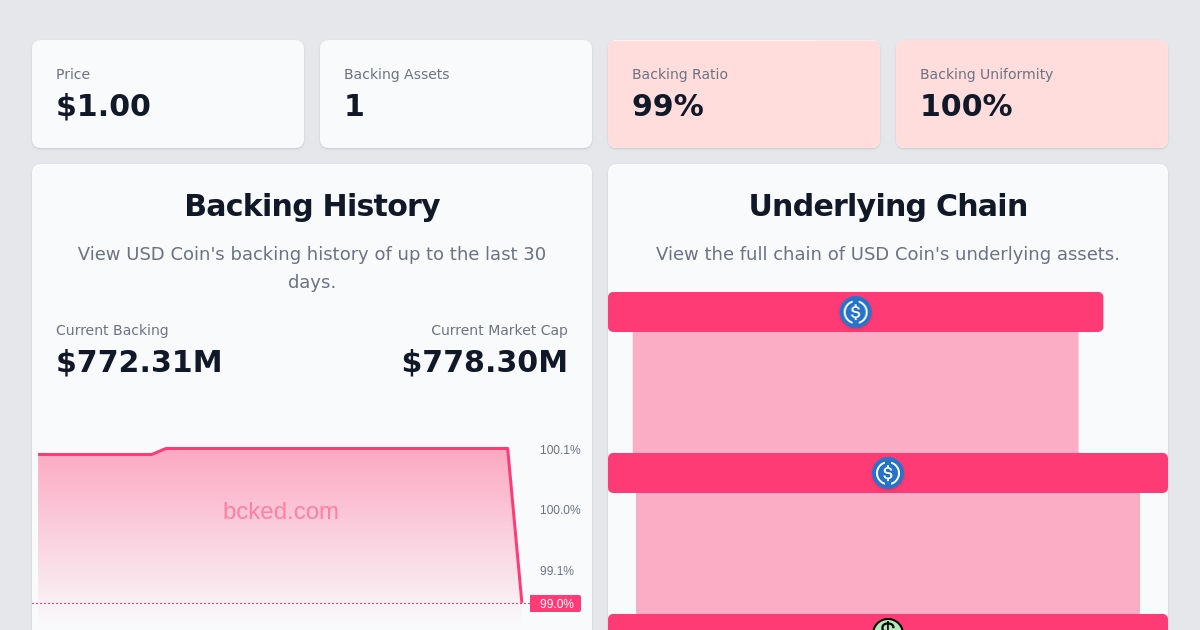 Price
$1.00
Backing Assets
1
Backing Ratio
99%
Backing Uniformity
100%
Backing History
View USD Coin's backing history of up to the last 30
days.
Current Backing
$772.31M
Current Market Cap
$778.30M
100.1%
100.0%
99.1%
99.0%
bcked.com
Underlying Chain
View the full chain of USD Coin's underlying assets.